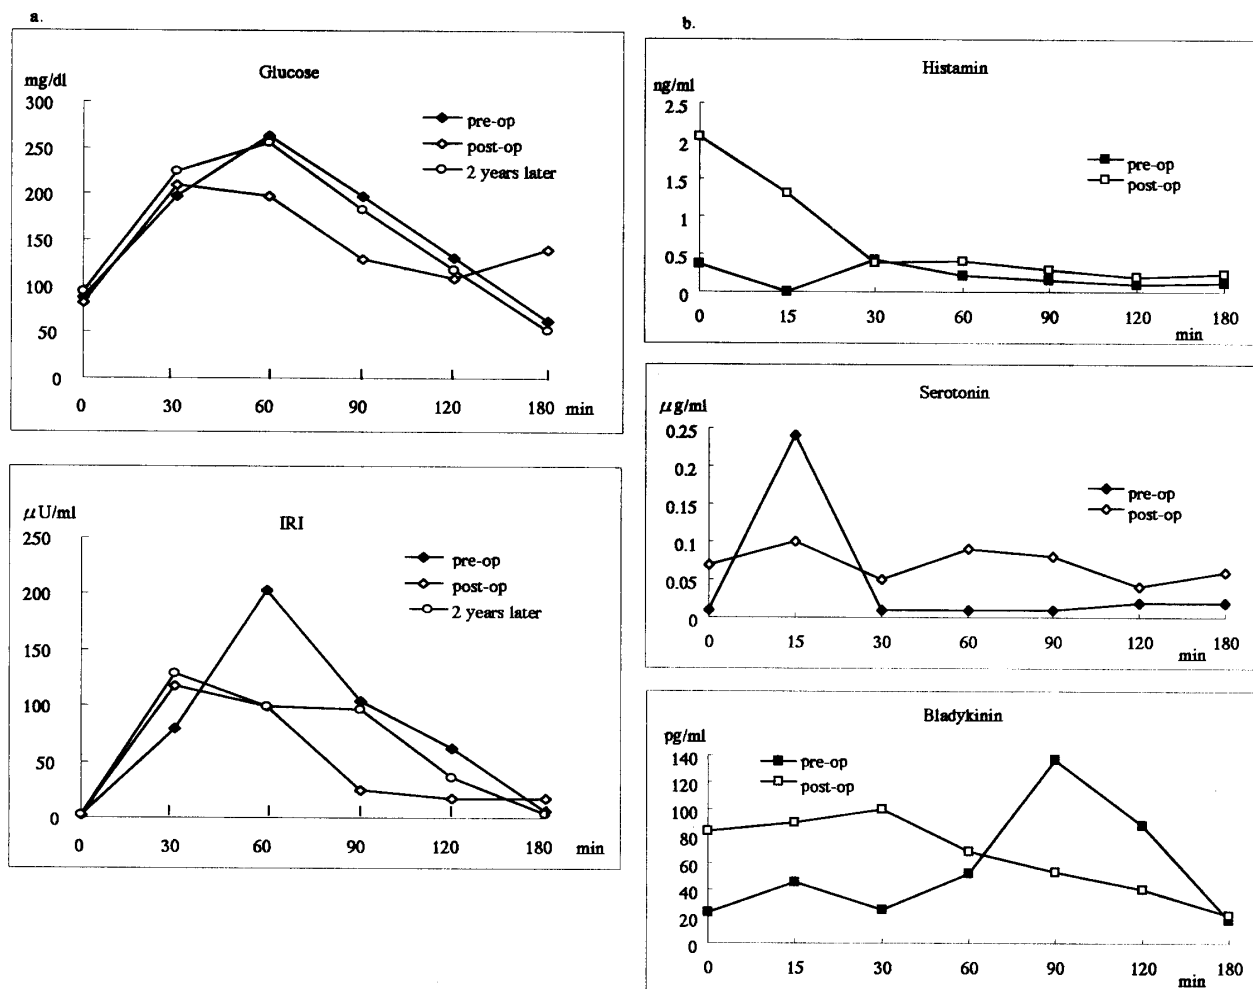 a.
Glucose
mg/dl
300
250
200
150
100
50
0
pre-op
post-op
2 years later
0 30 60 90 120 180 min
IRI
μU/ml
250
200
150
100
50
0
pre-op
post-op
2 years later
0 30 60 90 120 180 min
b.
Histamin
ng/ml
2.5
2
1.5
1
0.5
0
pre-op
post-op
0 15 30 60 90 120 180
min
Serotonin
μg/ml
0.25
0.2
0.15
0.1
0.05
0
pre-op
post-op
0 15 30 60 90 120 180
min
Bladykinin
pg/ml
140
100
80
60
40
20
0
pre-op
post-op
0 15 30 60 90 120 180
min